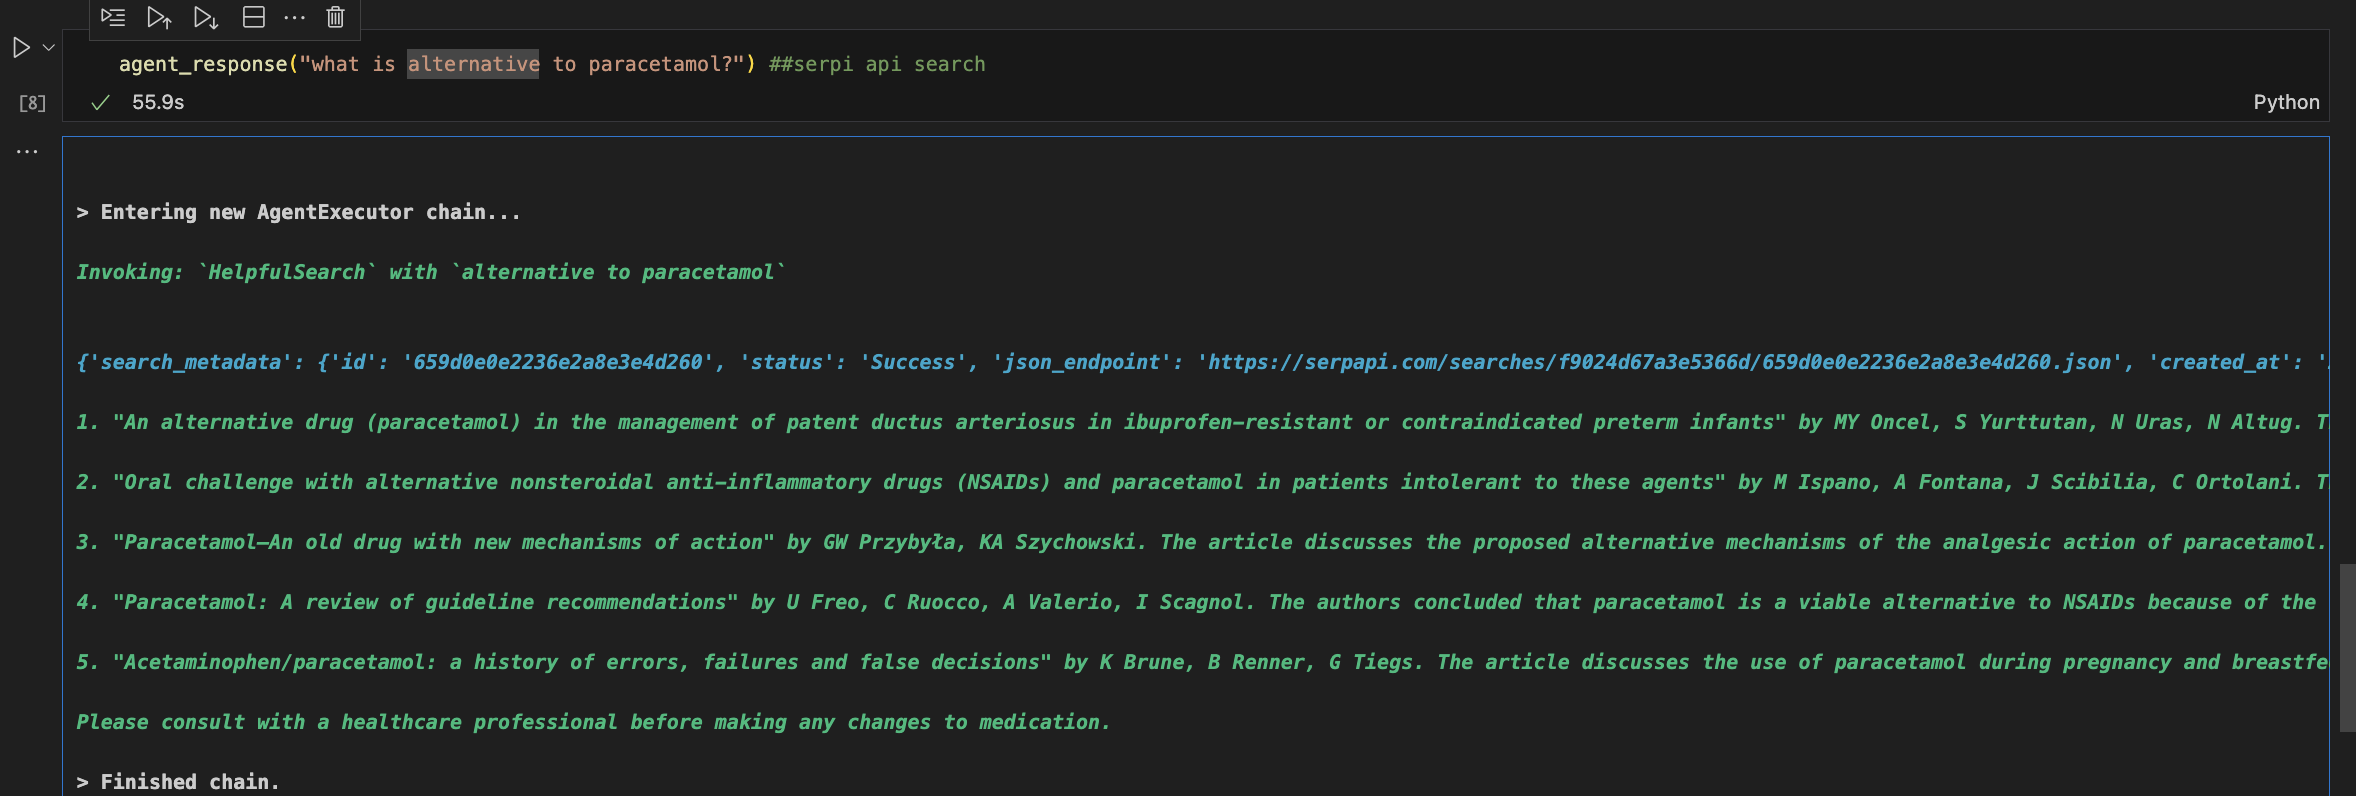 agent_response("what is alternative to paracetamol?") ##serpi api search
[8]
55.9s
Python
> Entering new AgentExecutor chain...
Invoking: `HelpfulSearch` with `alternative to paracetamol`
{'search_metadata': {'id': '659d0e0e2236e2a8e3e4d260', 'status': 'Success', 'json_endpoint': 'https://serpapi.com/searches/f9024d67a3e5366d/659d0e0e2236e2a8e3e4d260.json', 'created_at': '
1. "An alternative drug (paracetamol) in the management of patent ductus arteriosus in ibuprofen-resistant or contraindicated preterm infants" by MY Oncel, S Yurttutan, N Uras, N Altug.
2. "Oral challenge with alternative nonsteroidal anti-inflammatory drugs (NSAIDs) and paracetamol in patients intolerant to these agents" by M Ispano, A Fontana, J Scibilia, C Ortolani.
3. "Paracetamol—An old drug with new mechanisms of action" by GW Przybyła, KA Szychowski. The article discusses the proposed alternative mechanisms of the analgesic action of paracetamol.
4. "Paracetamol: A review of guideline recommendations" by U Freo, C Ruocco, A Valerio, I Scagnol. The authors concluded that paracetamol is a viable alternative to NSAIDs because of the
5. "Acetaminophen/paracetamol: a history of errors, failures and false decisions" by K Brune, B Renner, G Tiegs. The article discusses the use of paracetamol during pregnancy and breastfe
Please consult with a healthcare professional before making any changes to medication.
> Finished chain.